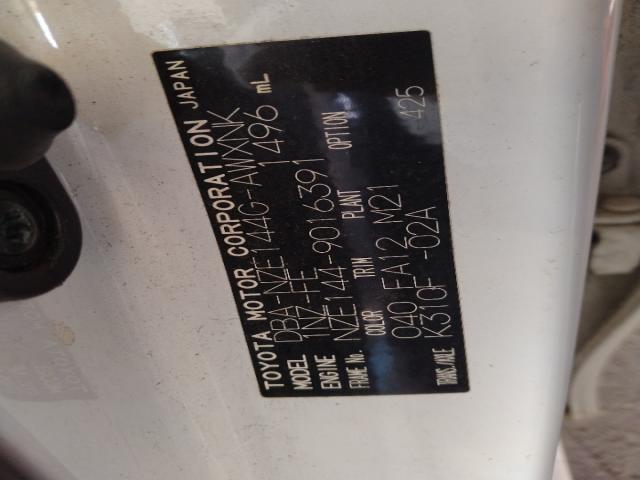 TOYOTA MOTOR CORPORATION JAPAN
MODEL DBA-NZE144G-AWXNK
ENGINE 1NZ-FE 1496 mL
FRAME No. NZE144-9016391
COLOR TRIM PLANT OPTION
040 FA12 M21 -425
TRANS./AXLE K310F -02A